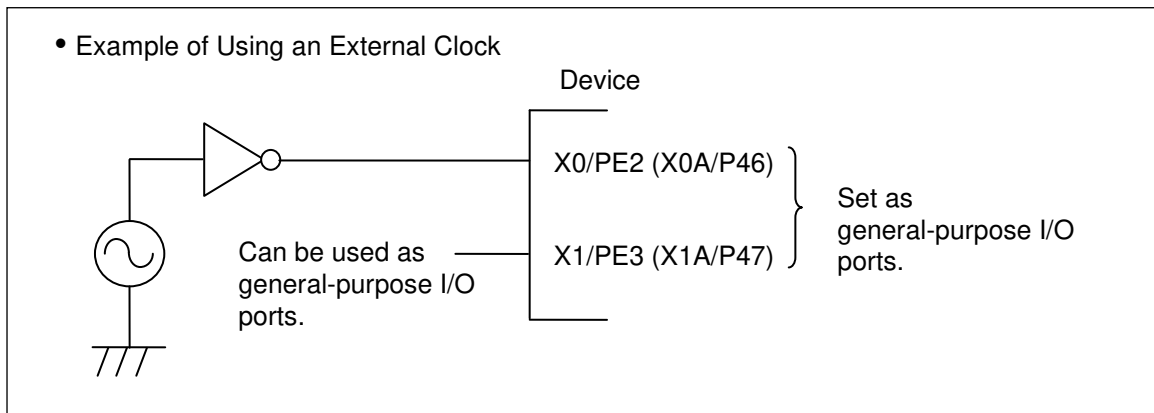 • Example of Using an External Clock
Device
X0/PE2 (X0A/P46)
X1/PE3 (X1A/P47)
Can be used as
general-purpose I/O
ports.
Set as
general-purpose I/O
ports.